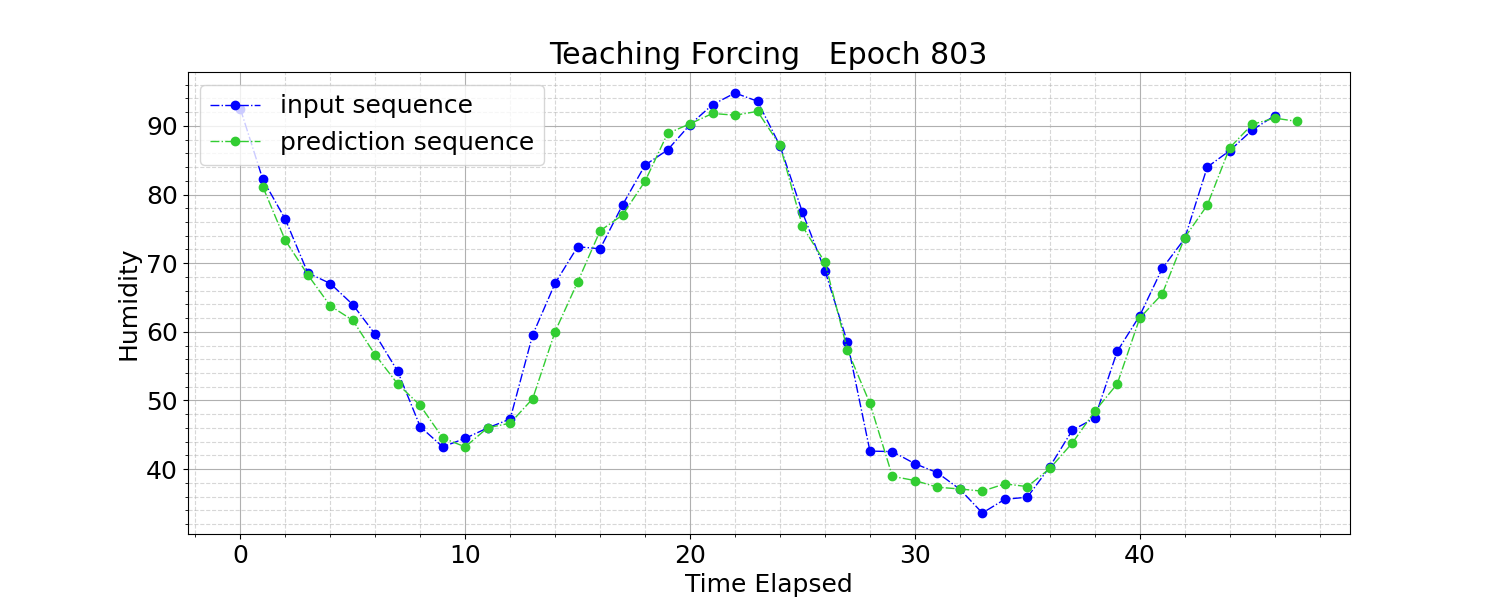 Teaching Forcing   Epoch 803
input sequence
prediction sequence
Humidity
90
80
70
60
50
40
0 10 20 30 40
Time Elapsed